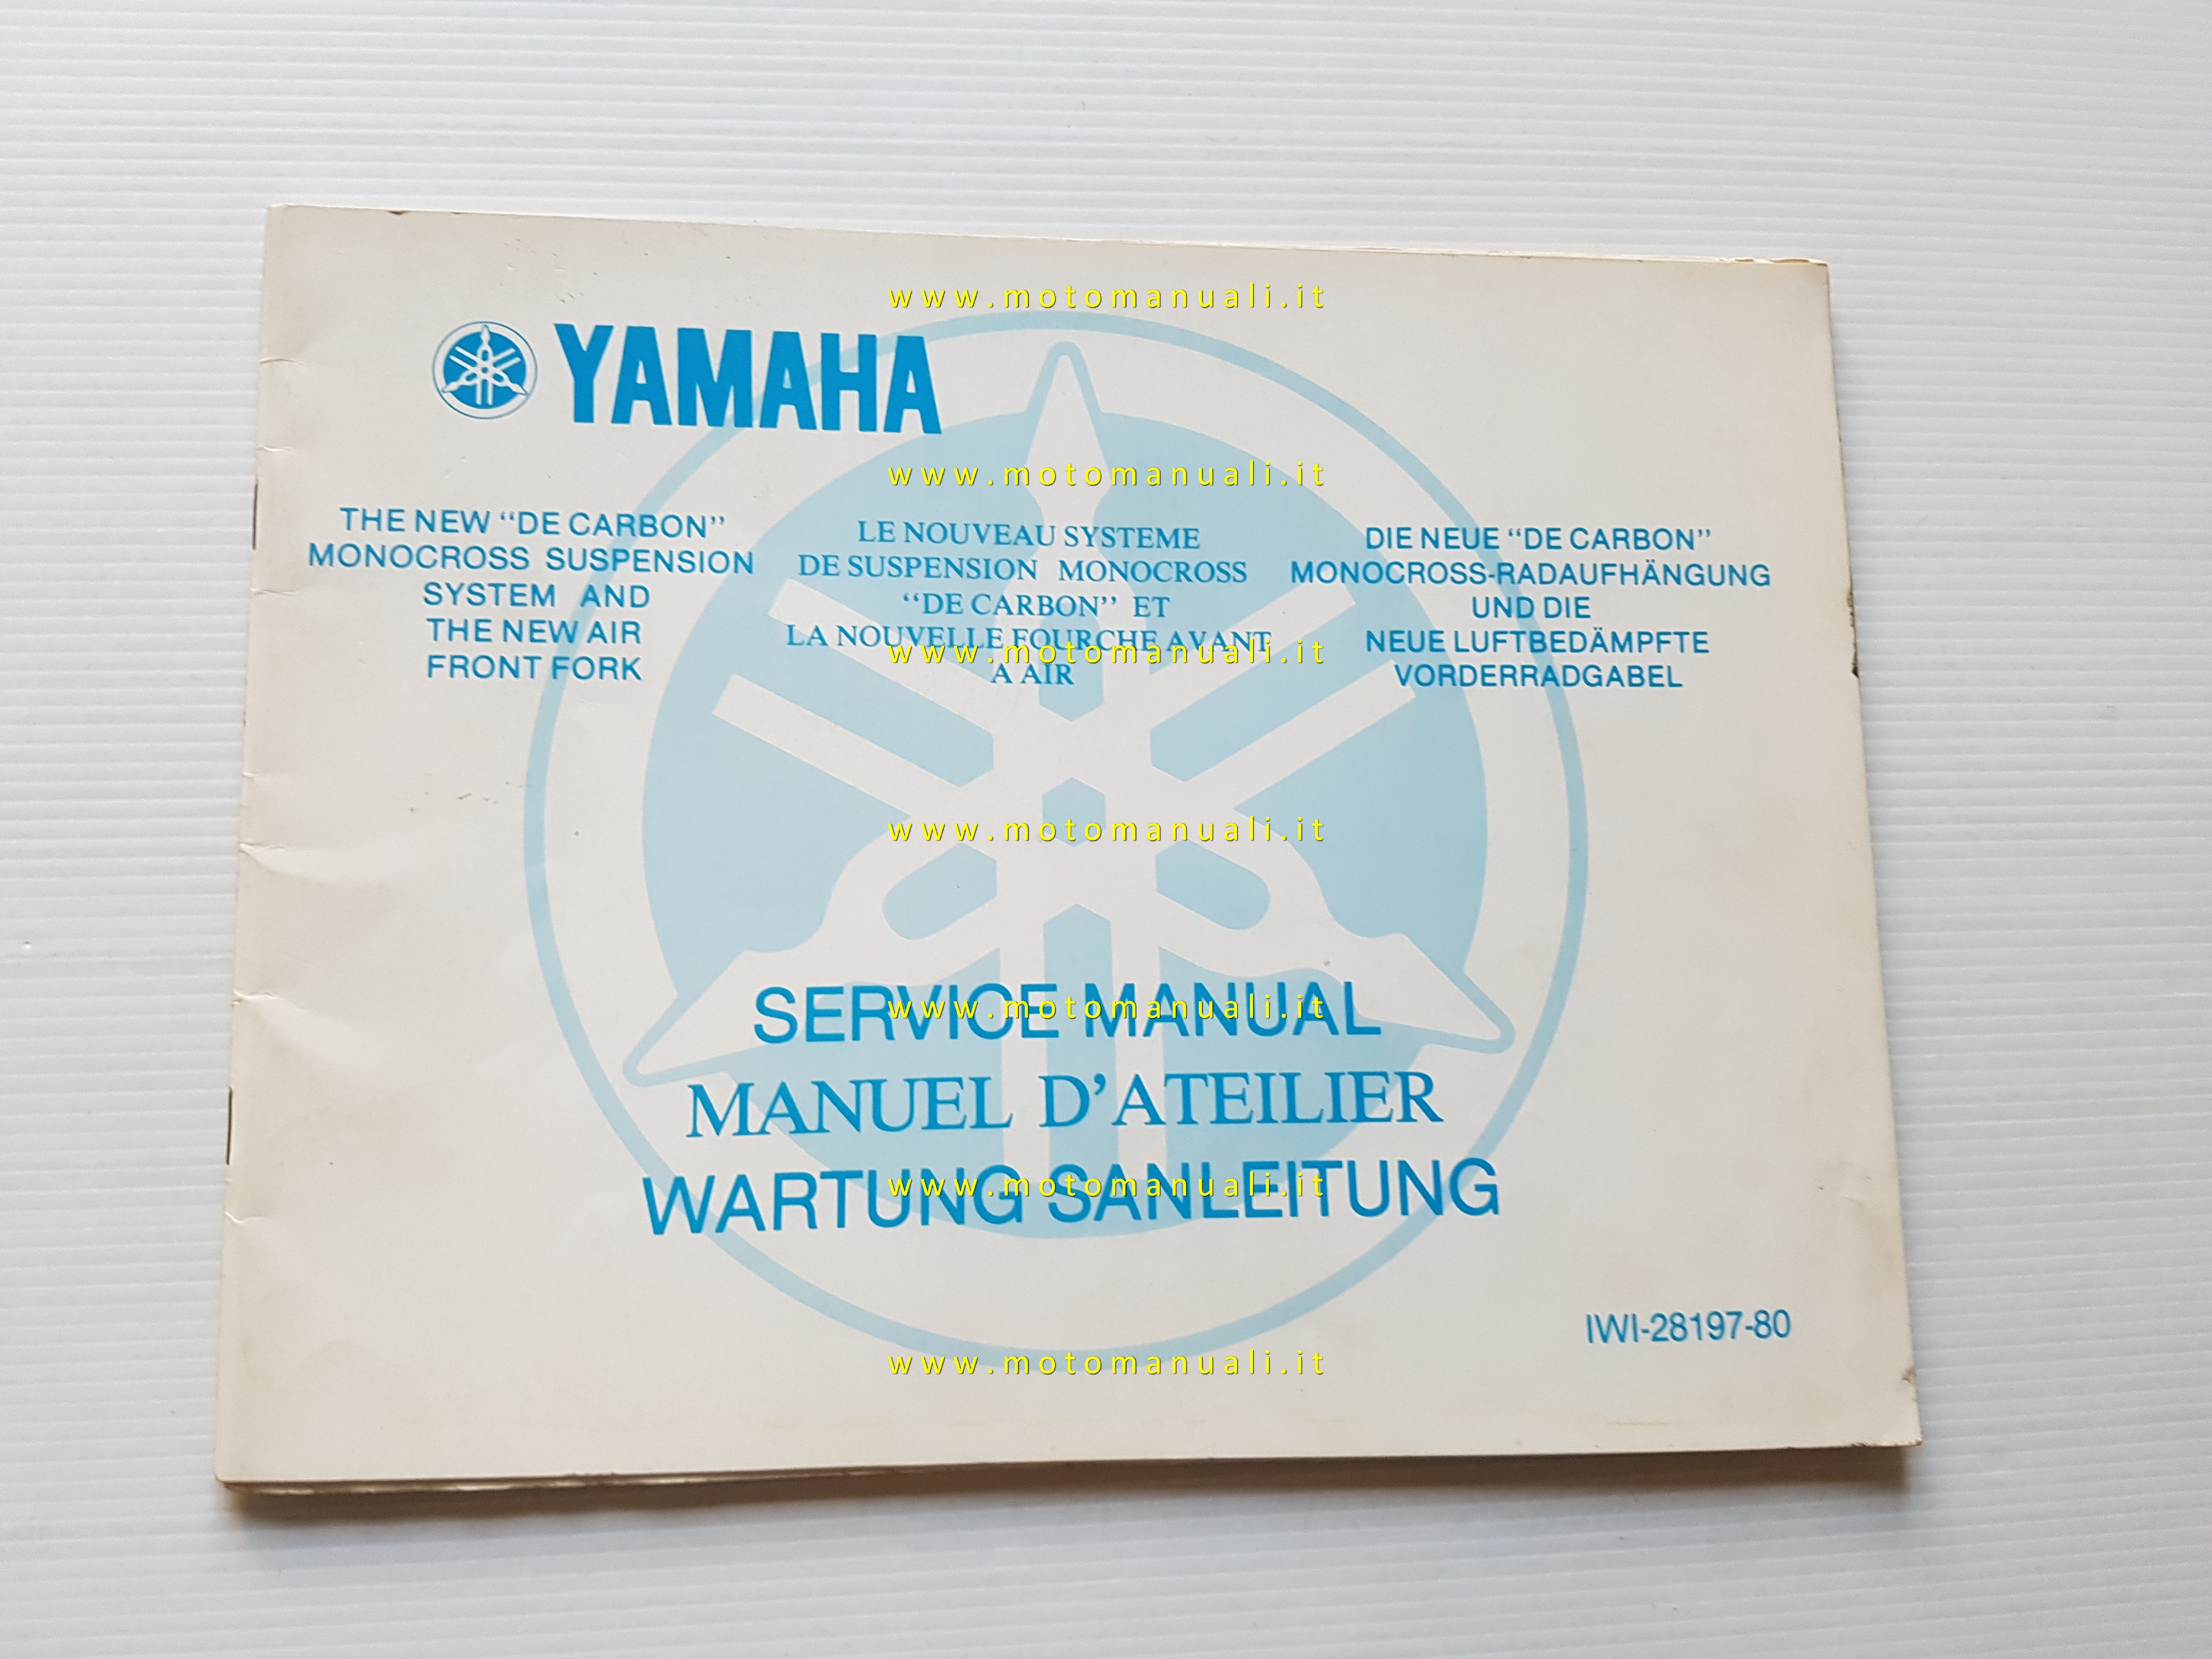 www.motomanuali.it
YAMAHA
www.motomanuali.it
THE NEW "DE CARBON"
MONOCROSS SUSPENSION
SYSTEM AND
THE NEW AIR
FRONT FORK
LE NOUVEAU SYSTEME
DE SUSPENSION MONOCROSS
"DE CARBON" ET
LA NOUVELLE FOURCHE AVANT
A AIR
DIE NEUE "DE CARBON"
MONOCROSS-RADAUFHÄNGUNG
UND DIE
NEUE LUFTBEDÄMPFTE
VORDERRADGABEL
www.motomanuali.it
www.motomanuali.it
SERVICE MANUAL
www.motomanuali.it
MANUEL D'ATEILIER
WARTUNG SANLEITUNG
www.motomanuali.it
IWI-28197-80
www.motomanuali.it